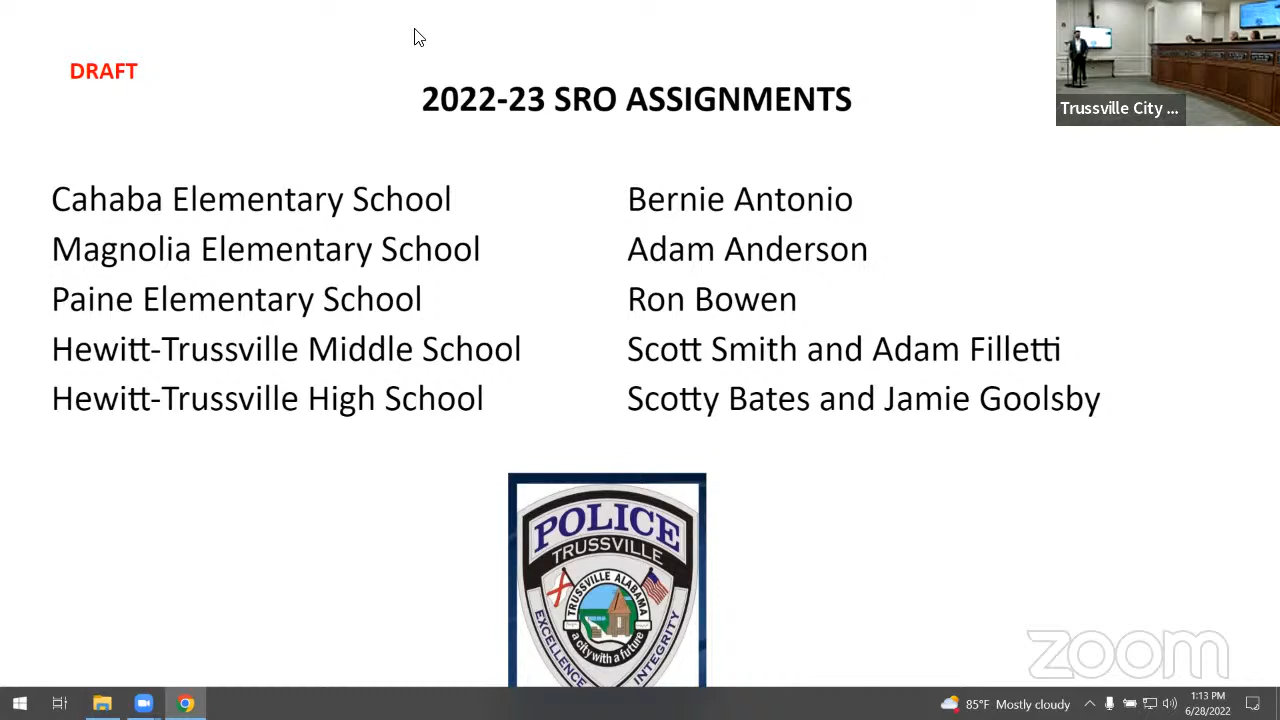 DRAFT
2022-23 SRO ASSIGNMENTS
Trussville City ...
Cahaba Elementary School Bernie Antonio
Magnolia Elementary School Adam Anderson
Paine Elementary School Ron Bowen
Hewitt-Trussville Middle School Scott Smith and Adam Filletti
Hewitt-Trussville High School Scotty Bates and Jamie Goolsby
POLICE
TRUSSVILLE
TRUSSVILLE ALABAMA
a city with a future
EXCELLENCE
INTEGRITY
zoom
85°F Mostly cloudy
1:13 PM
6/28/2022